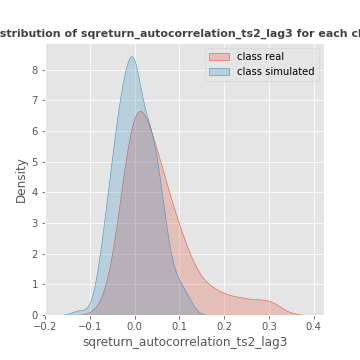 stribution of sqreturn_autocorrelation_ts2_lag3 for each cl
class real
class simulated
8
7
6
5
4
3
2
1
0
Density
−0.2 −0.1 0.0 0.1 0.2 0.3 0.4
sqreturn_autocorrelation_ts2_lag3